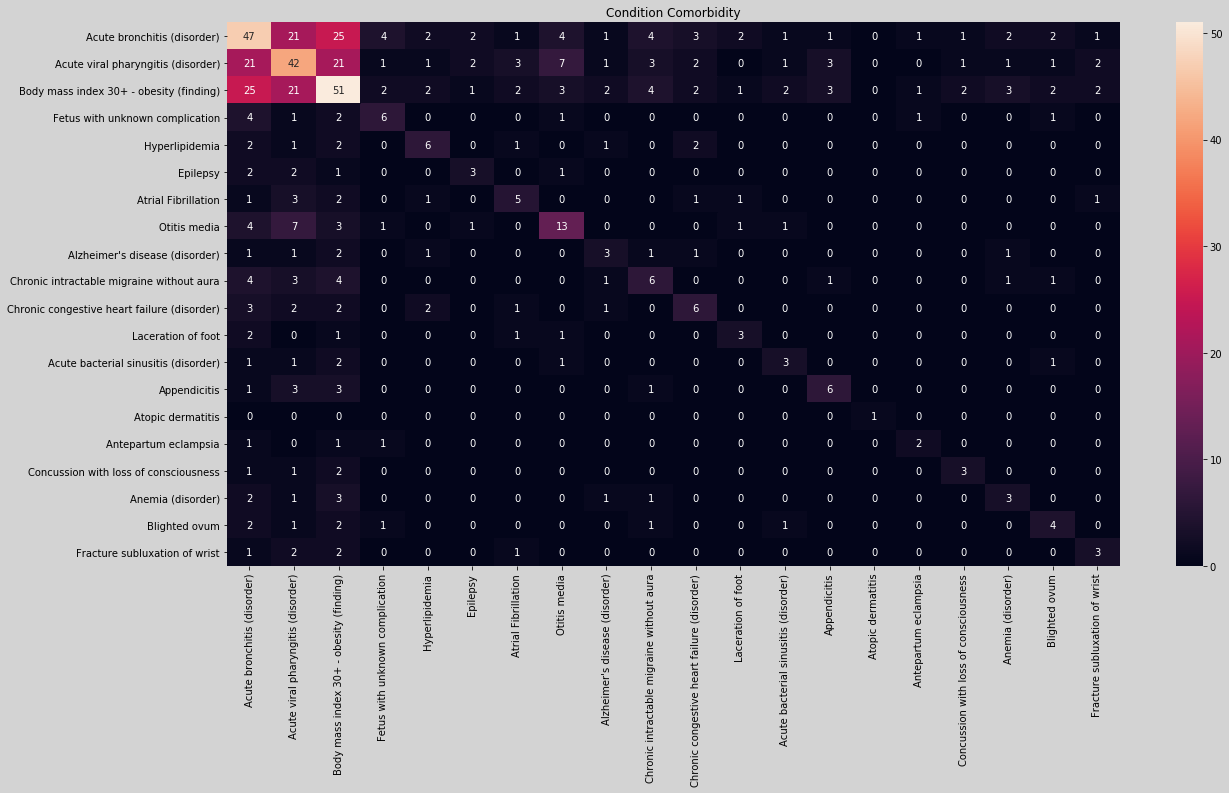 Condition Comorbidity
Acute bronchitis (disorder) 47 21 25 4 2 2 1 4 1 4 3 2 1 1 0 1 1 2 2 1
Acute viral pharyngitis (disorder) 21 42 21 1 1 2 3 7 1 3 2 0 1 3 0 0 1 1 1 2
Body mass index 30+ - obesity (finding) 25 21 51 2 2 1 2 3 2 4 2 1 2 3 0 1 2 3 2 2
Fetus with unknown complication 4 1 2 6 0 0 0 1 0 0 0 0 0 0 0 1 0 0 1 0
Hyperlipidemia 2 1 2 0 6 0 1 0 1 0 2 0 0 0 0 0 0 0 0 0
Epilepsy 2 2 1 0 0 3 0 1 0 0 0 0 0 0 0 0 0 0 0 0
Atrial Fibrillation 1 3 2 0 1 0 5 0 0 0 1 1 0 0 0 0 0 0 0 1
Otitis media 4 7 3 1 0 1 0 13 0 0 0 1 1 0 0 0 0 0 0 0
Alzheimer's disease (disorder) 1 1 2 0 1 0 0 0 3 1 1 0 0 0 0 0 0 1 0 0
Chronic intractable migraine without aura 4 3 4 0 0 0 0 0 1 6 0 0 0 1 0 0 0 1 1 0
Chronic congestive heart failure (disorder) 3 2 2 0 2 0 1 0 1 0 6 0 0 0 0 0 0 0 0 0
Laceration of foot 2 0 1 0 0 0 1 1 0 0 0 3 0 0 0 0 0 0 0 0
Acute bacterial sinusitis (disorder) 1 1 2 0 0 0 0 1 0 0 0 0 3 0 0 0 0 0 1 0
Appendicitis 1 3 3 0 0 0 0 0 0 1 0 0 0 6 0 0 0 0 0 0
Atopic dermatitis 0 0 0 0 0 0 0 0 0 0 0 0 0 0 1 0 0 0 0 0
Antepartum eclampsia 1 0 1 1 0 0 0 0 0 0 0 0 0 0 0 2 0 0 0 0
Concussion with loss of consciousness 1 1 2 0 0 0 0 0 0 0 0 0 0 0 0 0 3 0 0 0
Anemia (disorder) 2 1 3 0 0 0 0 0 1 1 0 0 0 0 0 0 0 3 0 0
Blighted ovum 2 1 2 1 0 0 0 0 0 1 0 0 1 0 0 0 0 0 4 0
Fracture subluxation of wrist 1 2 2 0 0 0 1 0 0 0 0 0 0 0 0 0 0 0 0 3
Acute bronchitis (disorder)
Acute viral pharyngitis (disorder)
Body mass index 30+ - obesity (finding)
Fetus with unknown complication
Hyperlipidemia
Epilepsy
Atrial Fibrillation
Otitis media
Alzheimer's disease (disorder)
Chronic intractable migraine without aura
Chronic congestive heart failure (disorder)
Laceration of foot
Acute bacterial sinusitis (disorder)
Appendicitis
Atopic dermatitis
Antepartum eclampsia
Concussion with loss of consciousness
Anemia (disorder)
Blighted ovum
Fracture subluxation of wrist
50
40
30
20
10
0